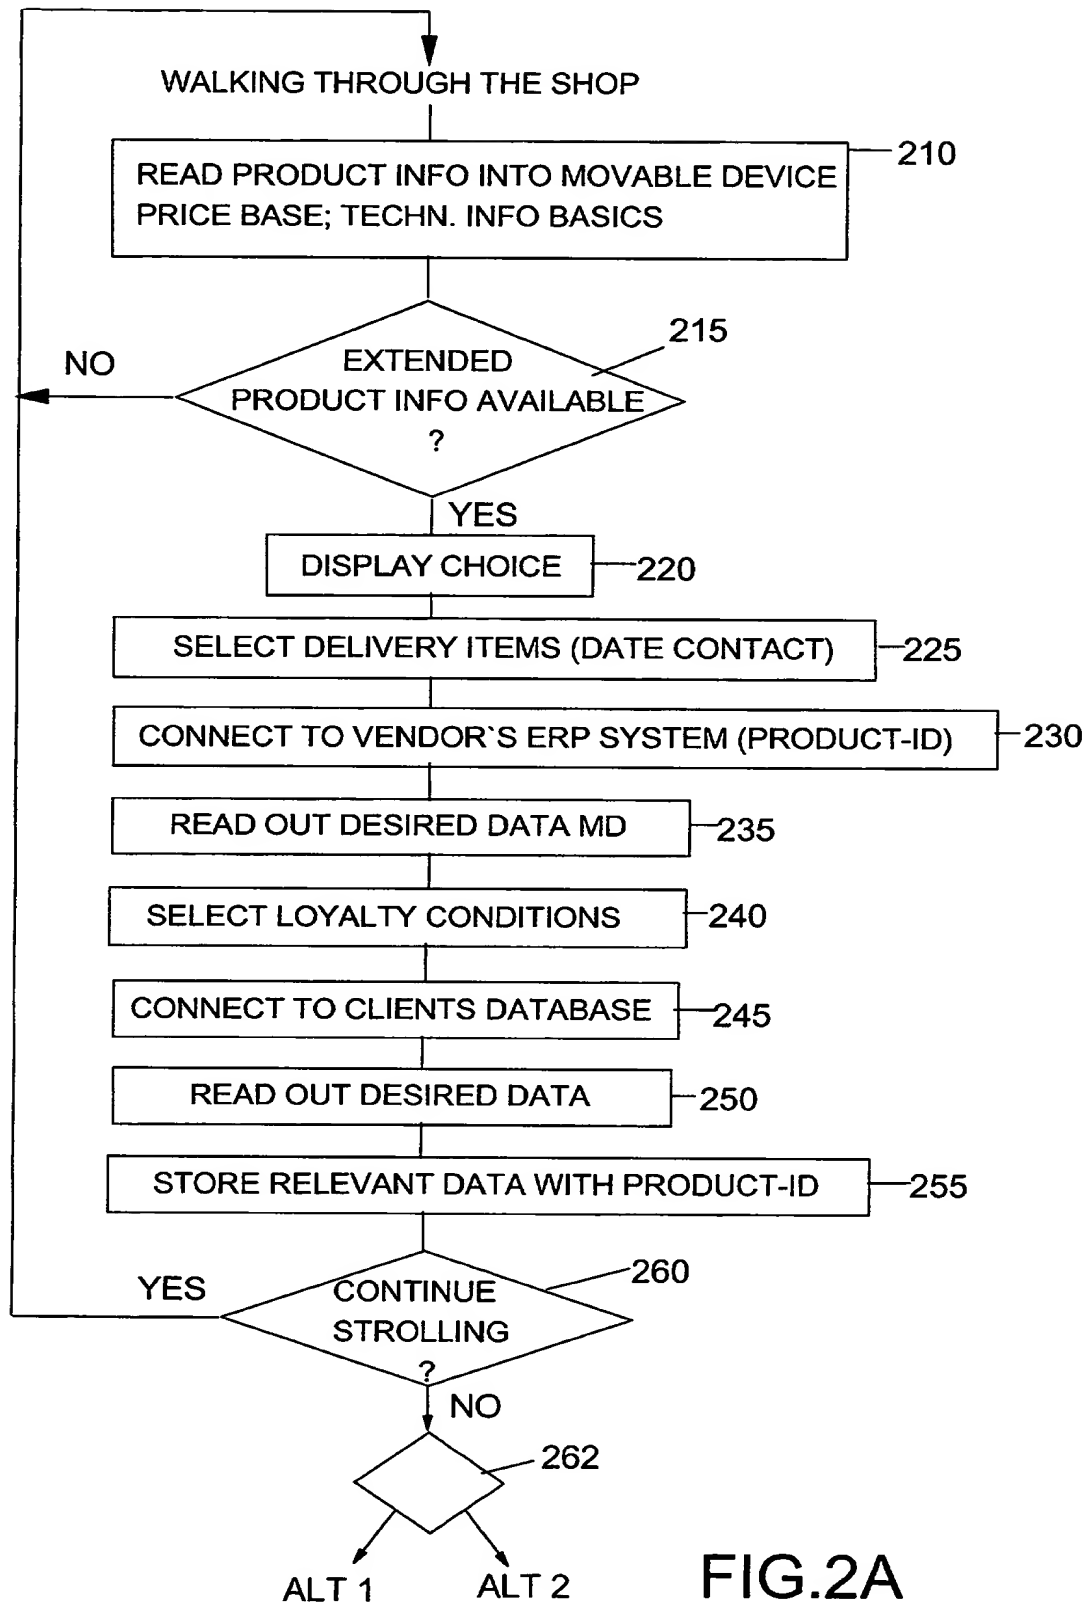 WALKING THROUGH THE SHOP
READ PRODUCT INFO INTO MOVABLE DEVICE
PRICE BASE; TECHN. INFO BASICS
210
EXTENDED
PRODUCT INFO AVAILABLE
?
215
NO
YES
DISPLAY CHOICE
220
SELECT DELIVERY ITEMS (DATE CONTACT)
225
CONNECT TO VENDOR`S ERP SYSTEM (PRODUCT-ID)
230
READ OUT DESIRED DATA MD
235
SELECT LOYALTY CONDITIONS
240
CONNECT TO CLIENTS DATABASE
245
READ OUT DESIRED DATA
250
STORE RELEVANT DATA WITH PRODUCT-ID
255
YES
CONTINUE
STROLLING
?
260
NO
262
ALT 1
ALT 2
FIG.2A